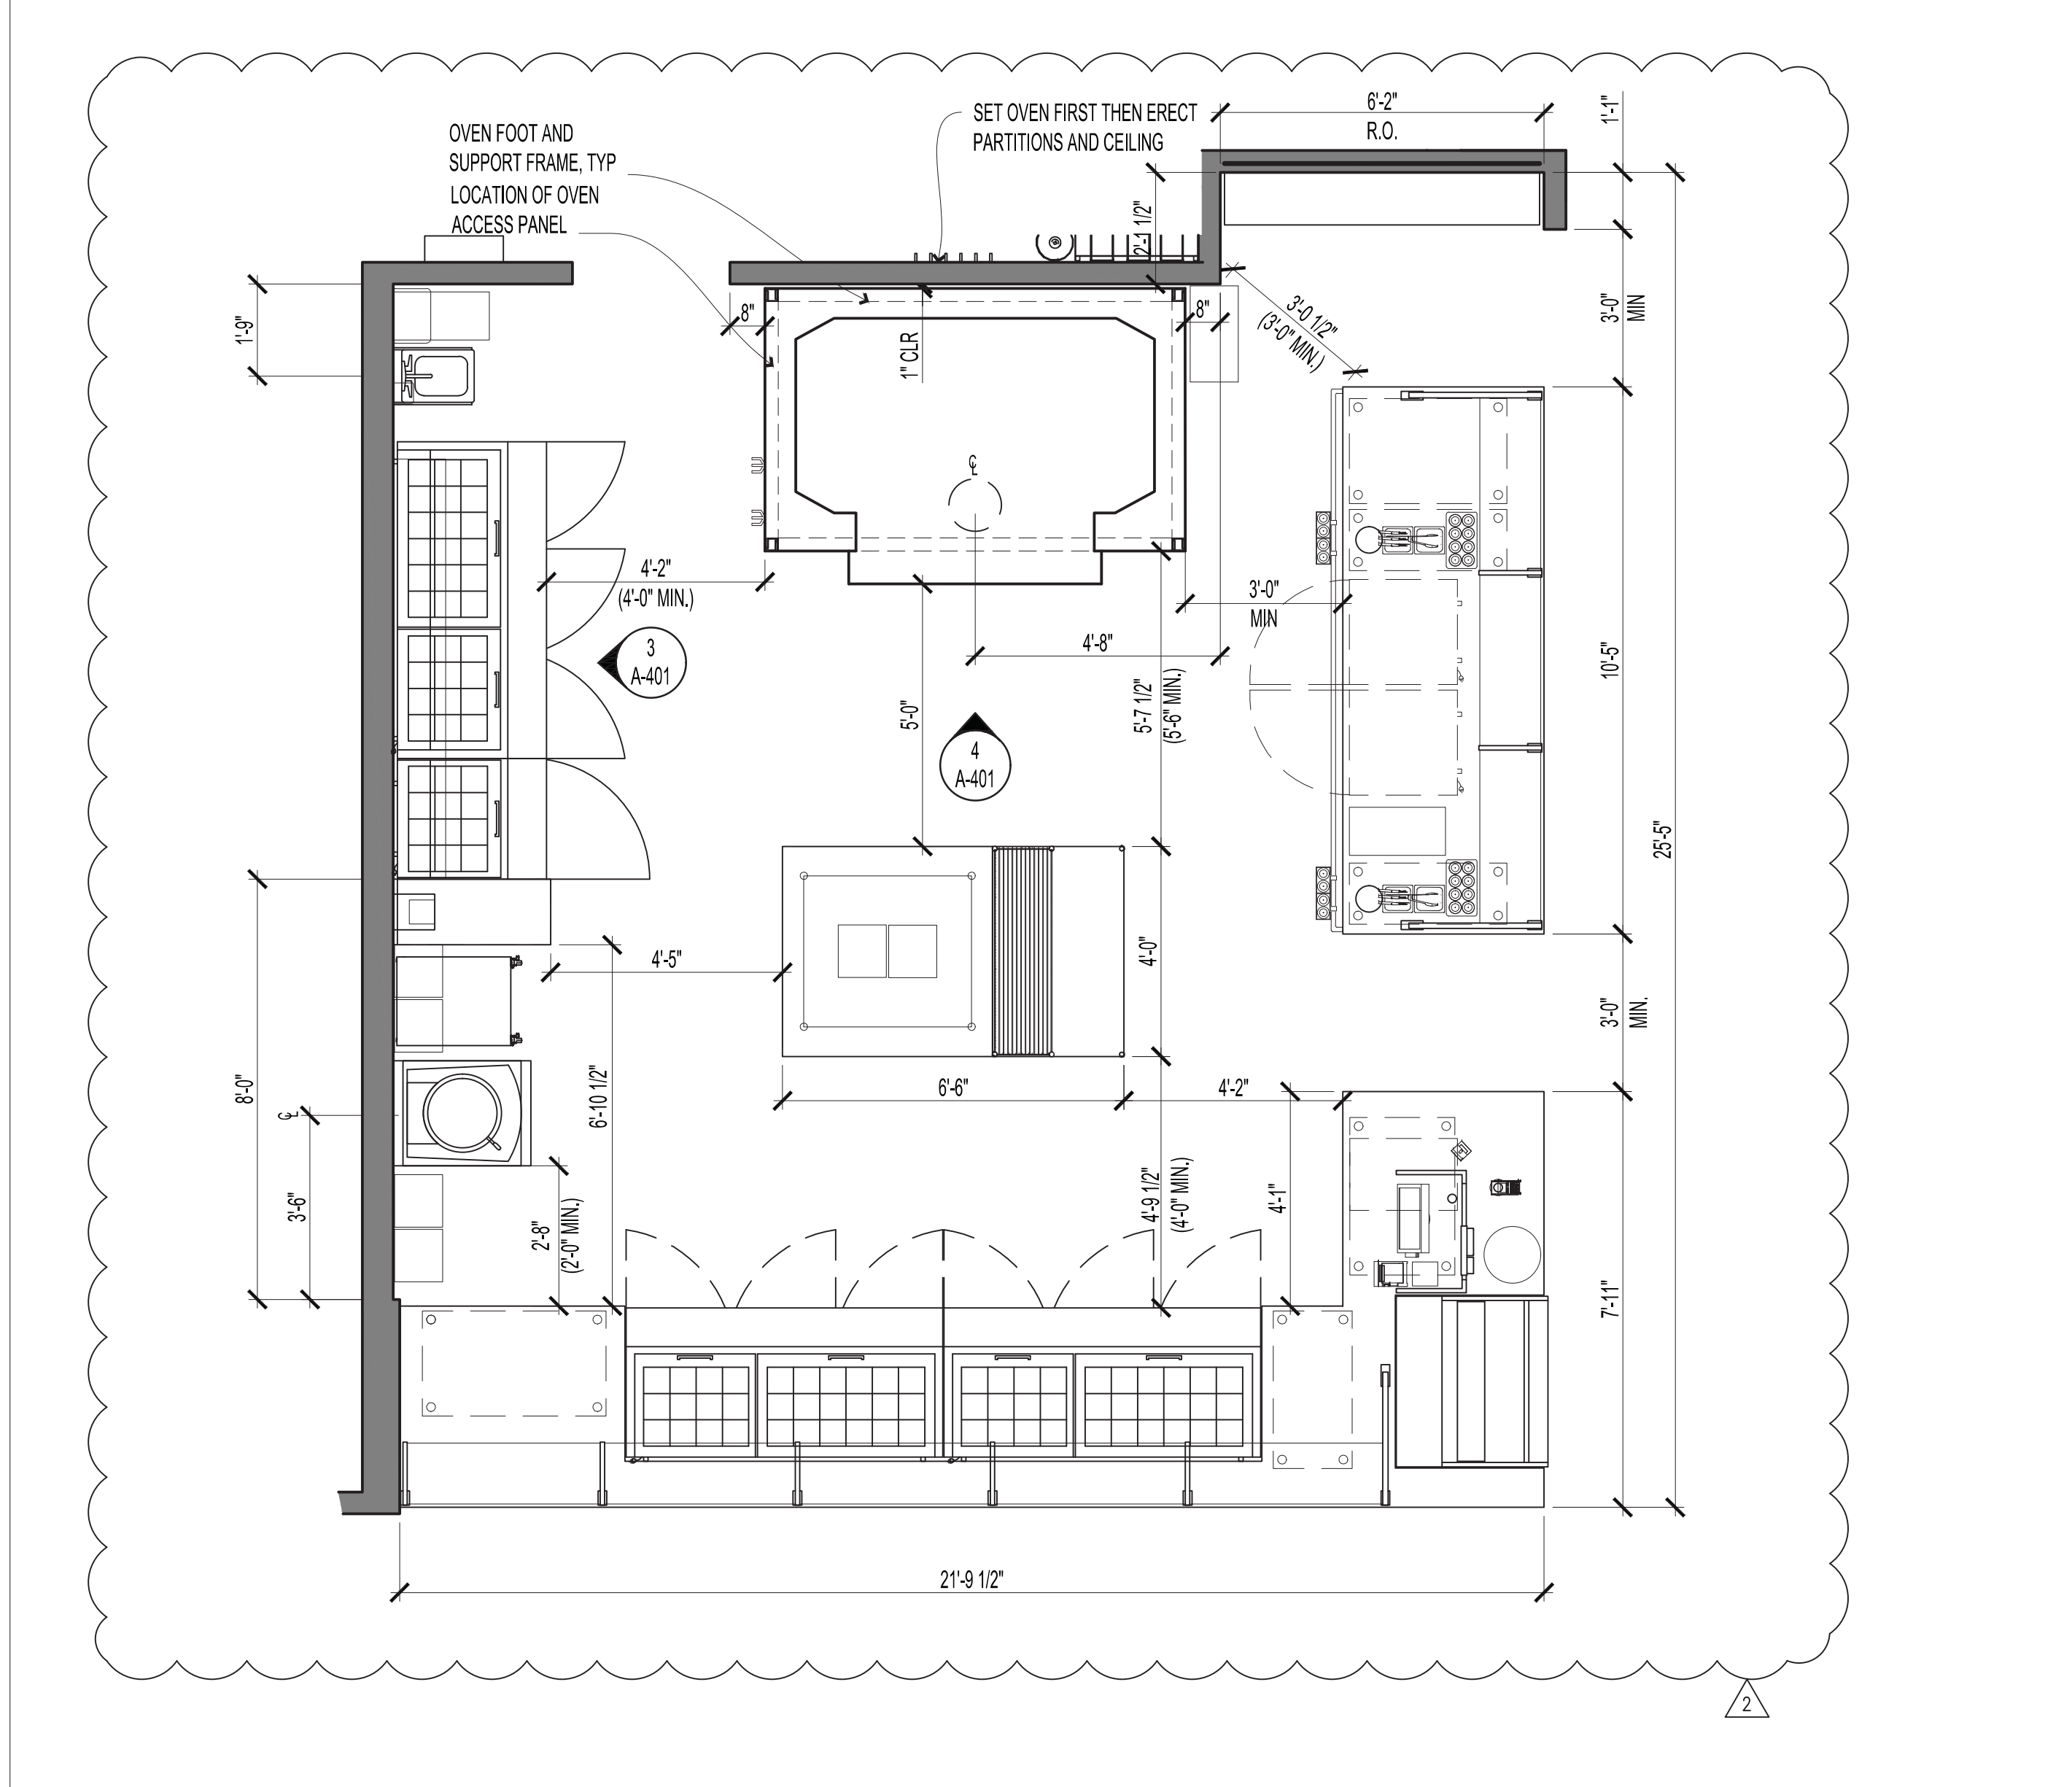 6'-2"
R.O.
1'-1"
SET OVEN FIRST THEN ERECT
PARTITIONS AND CEILING
OVEN FOOT AND
SUPPORT FRAME, TYP
LOCATION OF OVEN
ACCESS PANEL
2'-1 1/2"
3'-0"
MIN
1'-9"
8"
8"
1" CLR
3'-0 1/2"
(3'-0" MIN.)
CL
4'-2"
(4'-0" MIN.)
3'-0"
MIN
3
A-401
4'-8"
10'-5"
5'-0"
5'-7 1/2"
(5'-6" MIN.)
4
A-401
25'-5"
4'-5"
4'-0"
3'-0"
MIN.
8'-0"
CL
6'-10 1/2"
6'-6"
4'-2"
3'-6"
2'-8"
(2'-0" MIN.)
4'-9 1/2"
(4'-0" MIN.)
4'-1"
7'-11"
21'-9 1/2"
2